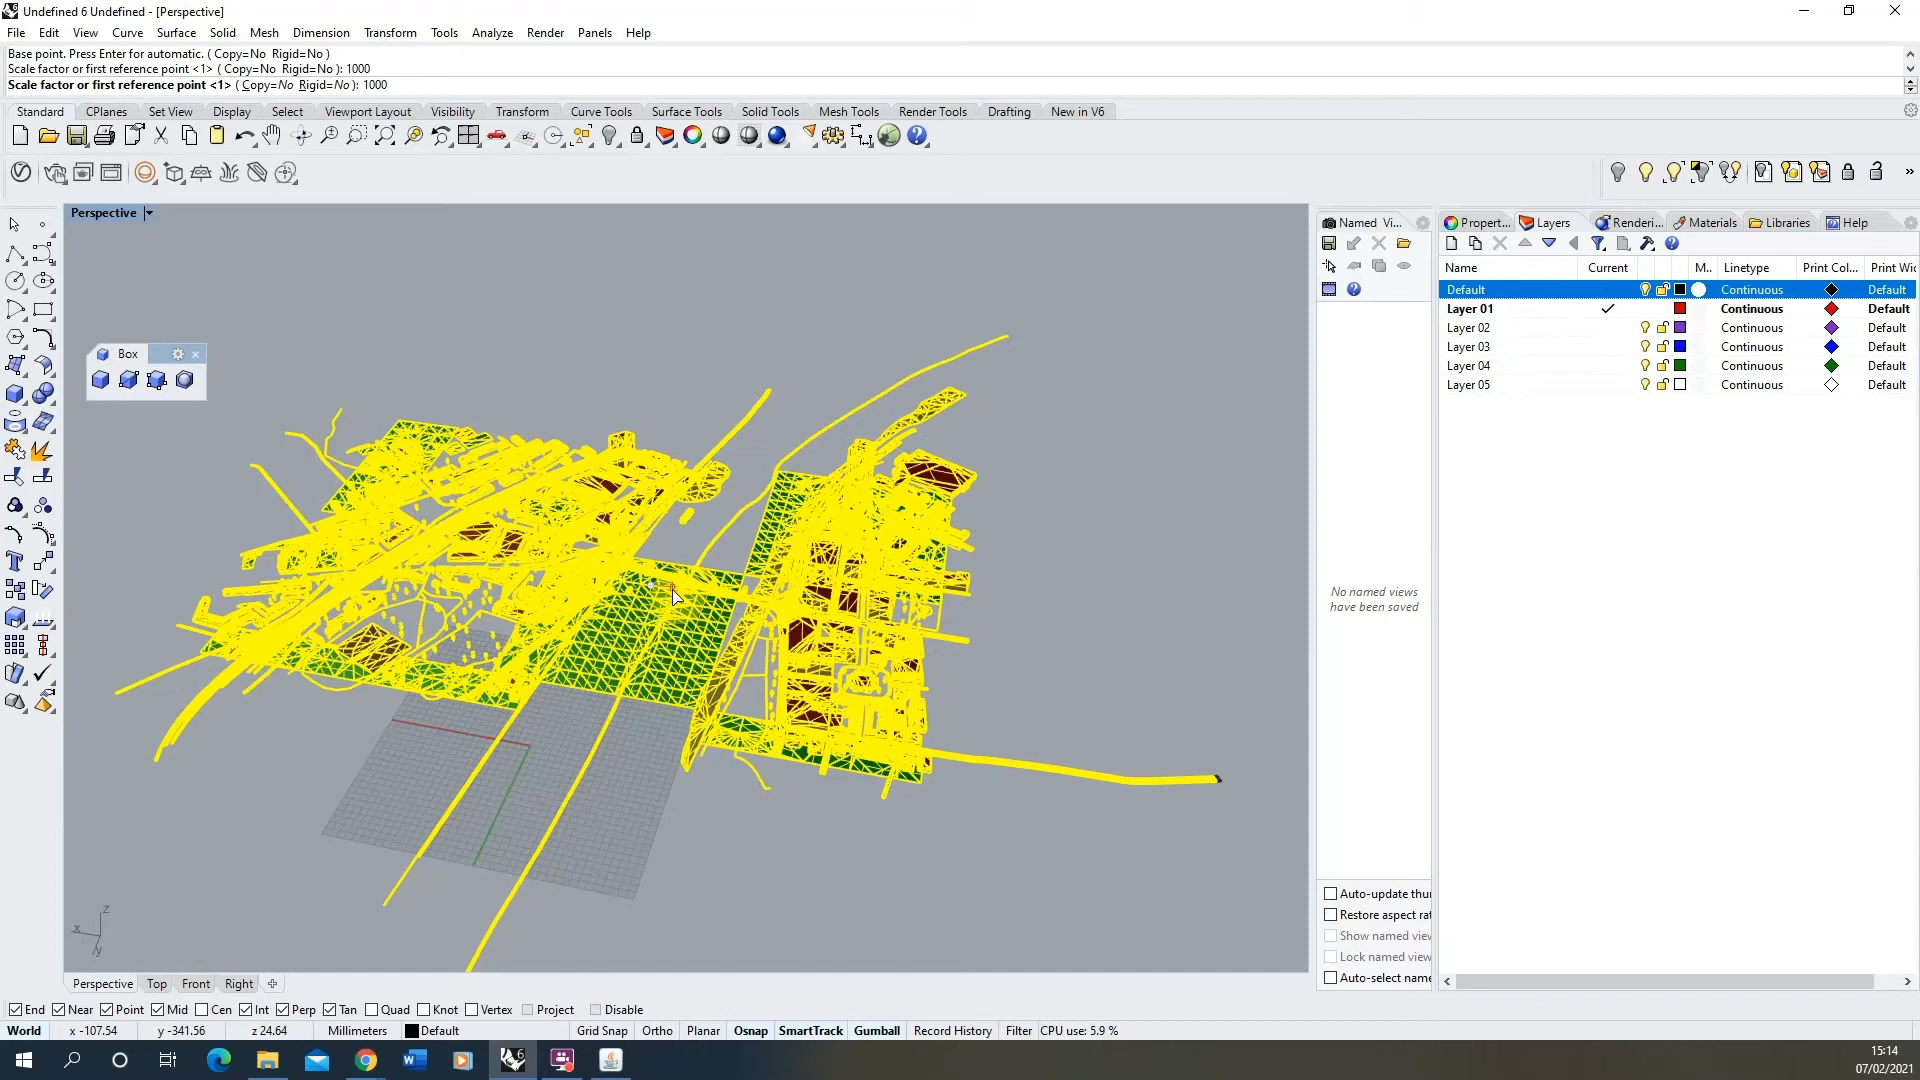 Undefined 6 Undefined - [Perspective]
File Edit View Curve Surface Solid Mesh Dimension Transform Tools Analyze Render Panels Help
Base point. Press Enter for automatic. ( Copy=No Rigid=No )
Scale factor or first reference point <1> ( Copy=No Rigid=No ): 1000
Scale factor or first reference point <1> ( Copy=No Rigid=No ): 1000
Standard CPlanes Set View Display Select Viewport Layout Visibility Transform Curve Tools Surface Tools Solid Tools Mesh Tools Render Tools Drafting New in V6
Perspective
Named Vi... Propert... Layers Renderi... Materials Libraries Help
Name Current M.. Linetype Print Col... Print Wic
Default Continuous Default
Layer 01 Continuous Default
Layer 02 Continuous Default
Layer 03 Continuous Default
Layer 04 Continuous Default
Layer 05 Continuous Default
Box
No named views
have been saved
Auto-update thur
Restore aspect rat
Show named view
Lock named view
Auto-select name
z
x
y
Perspective Top Front Right
End Near Point Mid Cen Int Perp Tan Quad Knot Vertex Project Disable
World x -107.54 y -341.56 z 24.64 Millimeters Default Grid Snap Ortho Planar Osnap SmartTrack Gumball Record History Filter CPU use: 5.9 %
15:14
07/02/2021